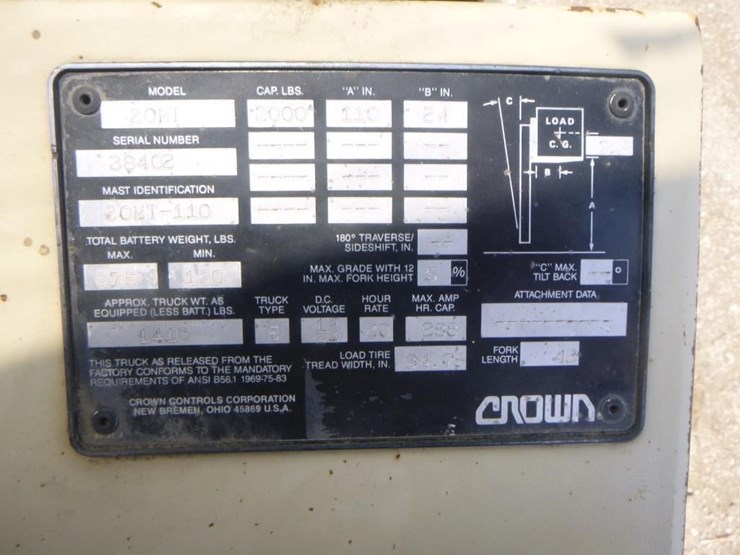 MODEL CAP. LBS. "A" IN. "B" IN.
20MT 2000 110 24
SERIAL NUMBER
38402
MAST IDENTIFICATION
20MT-110
TOTAL BATTERY WEIGHT, LBS.
MAX. MIN.
180° TRAVERSE/
SIDESHIFT, IN.
MAX. GRADE WITH 12
IN. MAX. FORK HEIGHT 5 %
C
LOAD
C. G.
B
A
"C" MAX.
TILT BACK °
ATTACHMENT DATA
APPROX. TRUCK WT. AS
EQUIPPED (LESS BATT.) LBS.
TRUCK
TYPE E
D.C.
VOLTAGE
HOUR
RATE
MAX. AMP
HR. CAP.
LOAD TIRE
TREAD WIDTH, IN.
FORK
LENGTH
THIS TRUCK AS RELEASED FROM THE
FACTORY CONFORMS TO THE MANDATORY
REQUIREMENTS OF ANSI B56.1 1969-75-83
CROWN CONTROLS CORPORATION
NEW BREMEN, OHIO 45869 U.S.A.
CROWN